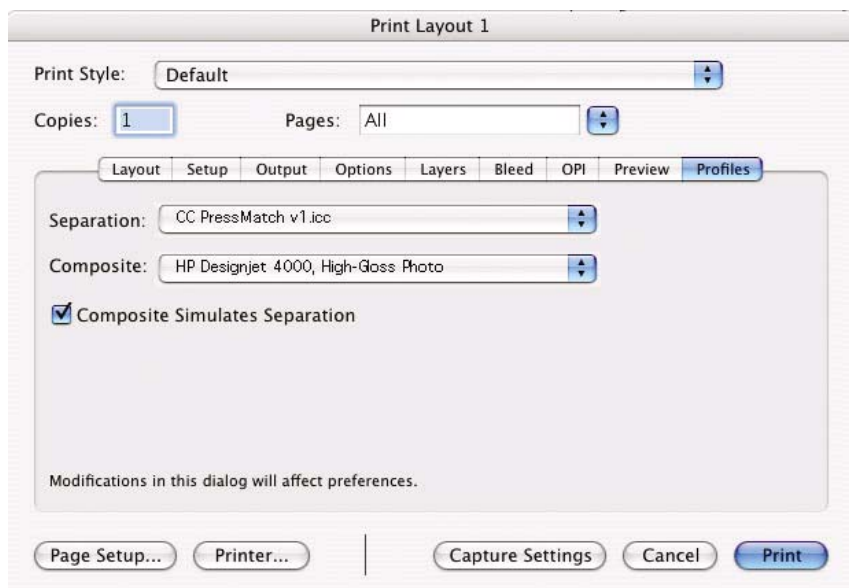 Print Layout 1
Print Style: Default
Copies: 1 Pages: All
Layout Setup Output Options Layers Bleed OPI Preview Profiles
Separation: CC PressMatch v1.icc
Composite: HP Designjet 4000, High-Gloss Photo
Composite Simulates Separation
Modifications in this dialog will affect preferences.
Page Setup... Printer... Capture Settings Cancel Print